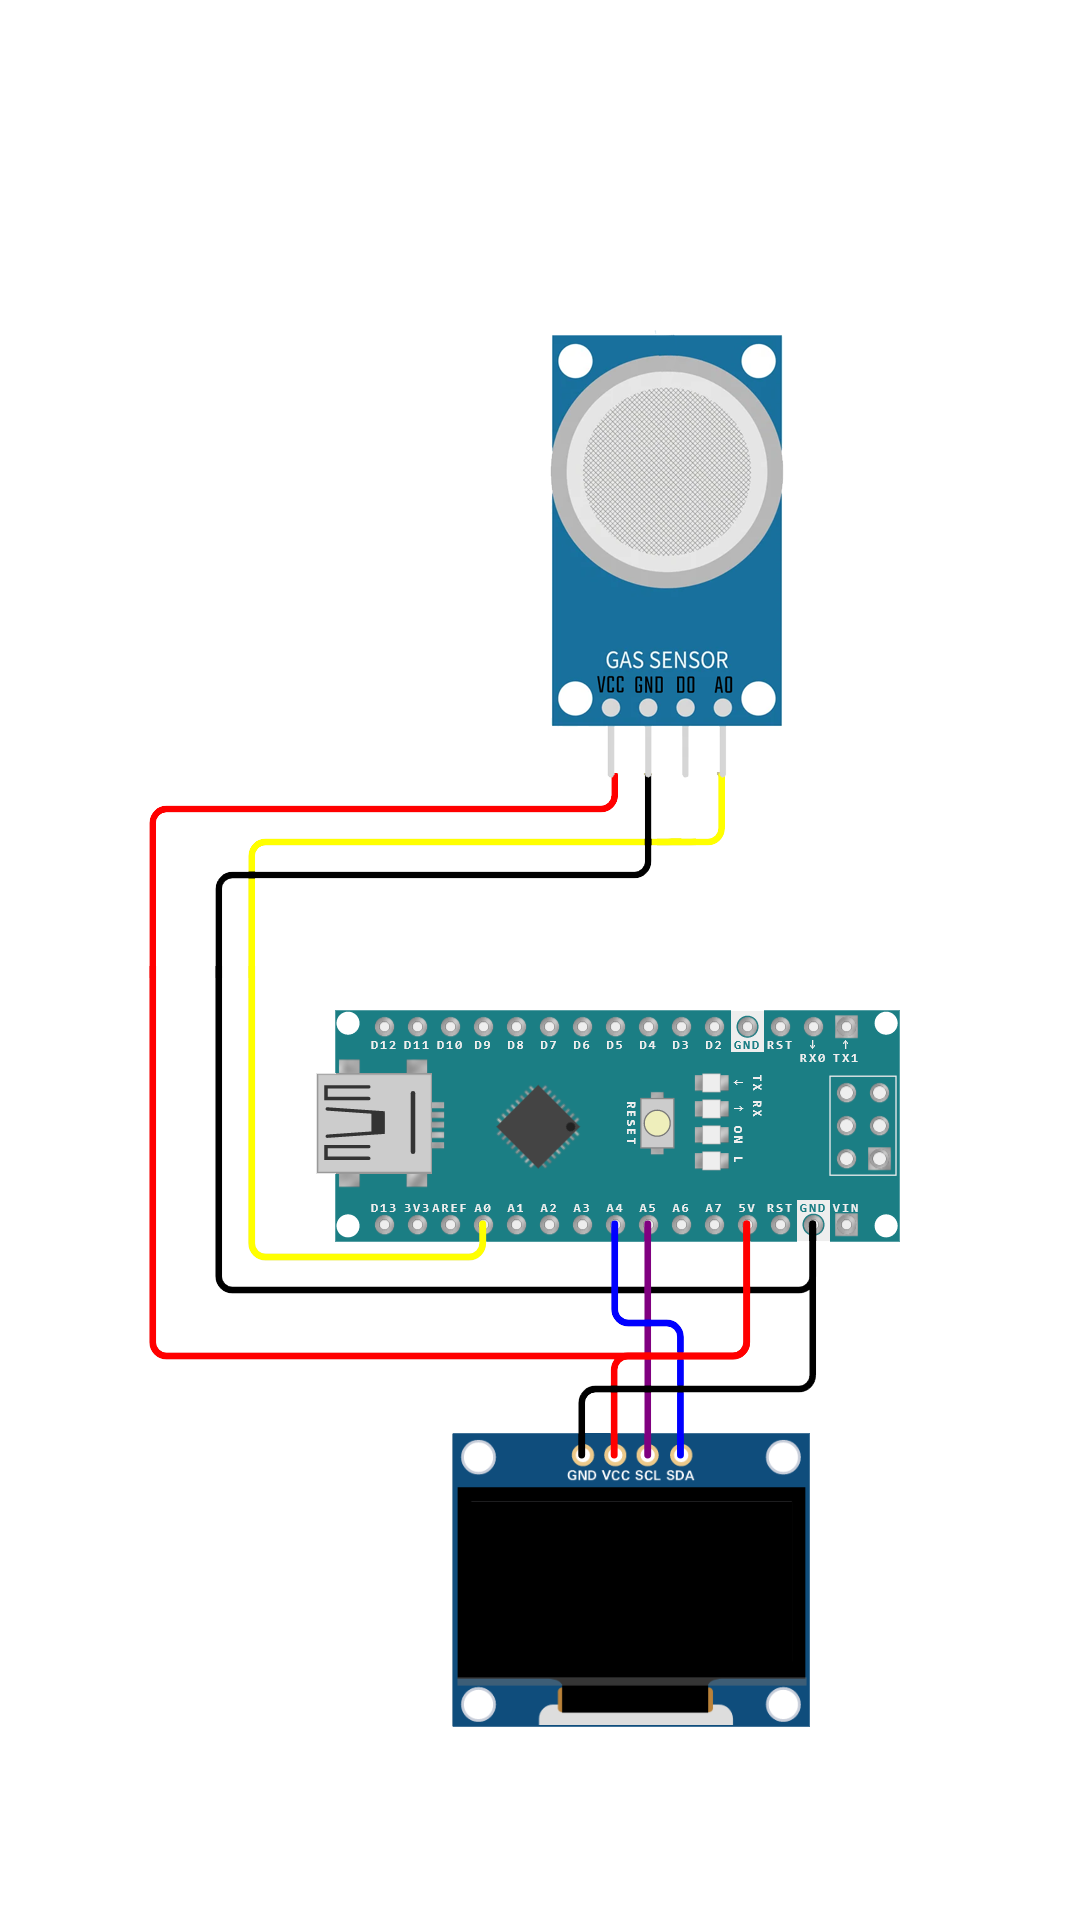 GAS SENSOR
VCC GND DO AO
D12 D11 D10 D9 D8 D7 D6 D5 D4 D3 D2 GND RST ↓ ↑
RX0 TX1
← TX
→ RX
ON
L
RESET
D13 3V3 AREF A0 A1 A2 A3 A4 A5 A6 A7 5V RST GND VIN
GND VCC SCL SDA